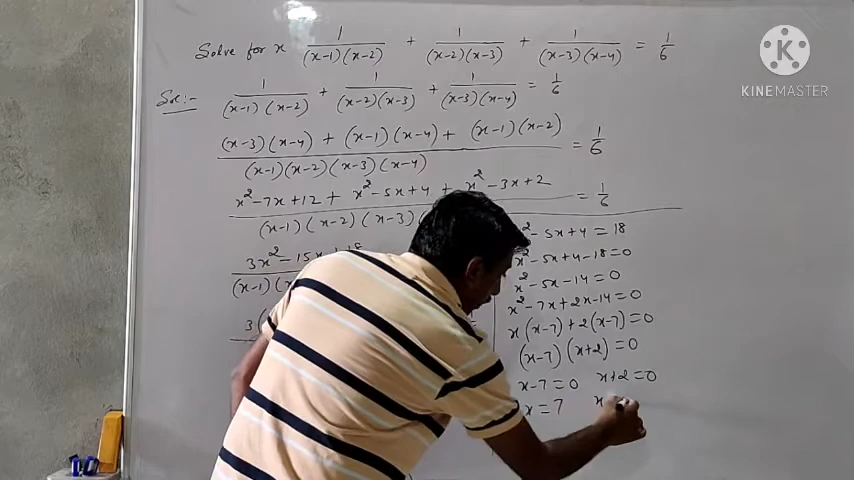 Solve for x 1/((x-1)(x-2)) + 1/((x-2)(x-3)) + 1/((x-3)(x-4)) = 1/6
KINEMASTER
Sol:- 1/((x-1)(x-2)) + 1/((x-2)(x-3)) + 1/((x-3)(x-4)) = 1/6
((x-3)(x-4) + (x-1)(x-4) + (x-1)(x-2))/((x-1)(x-2)(x-3)(x-4)) = 1/6
x²-7x+12 + x²-5x+4 + x²-3x+2 = 1/6
(x-1)(x-2)(x-3)
3x²-15x
(x-1)
3
²-5x+4 = 18
x²-5x+4-18=0
x²-5x-14=0
x²-7x+2x-14=0
x(x-7)+2(x-7)=0
(x-7)(x+2)=0
x-7=0 x+2=0
x=7 x